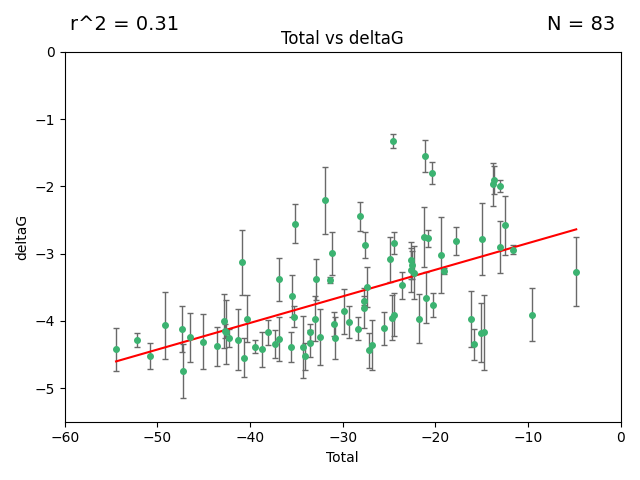 r^2 = 0.31
N = 83
Total vs deltaG
0
−1
−2
−3
−4
−5
deltaG
−60 −50 −40 −30 −20 −10 0
Total